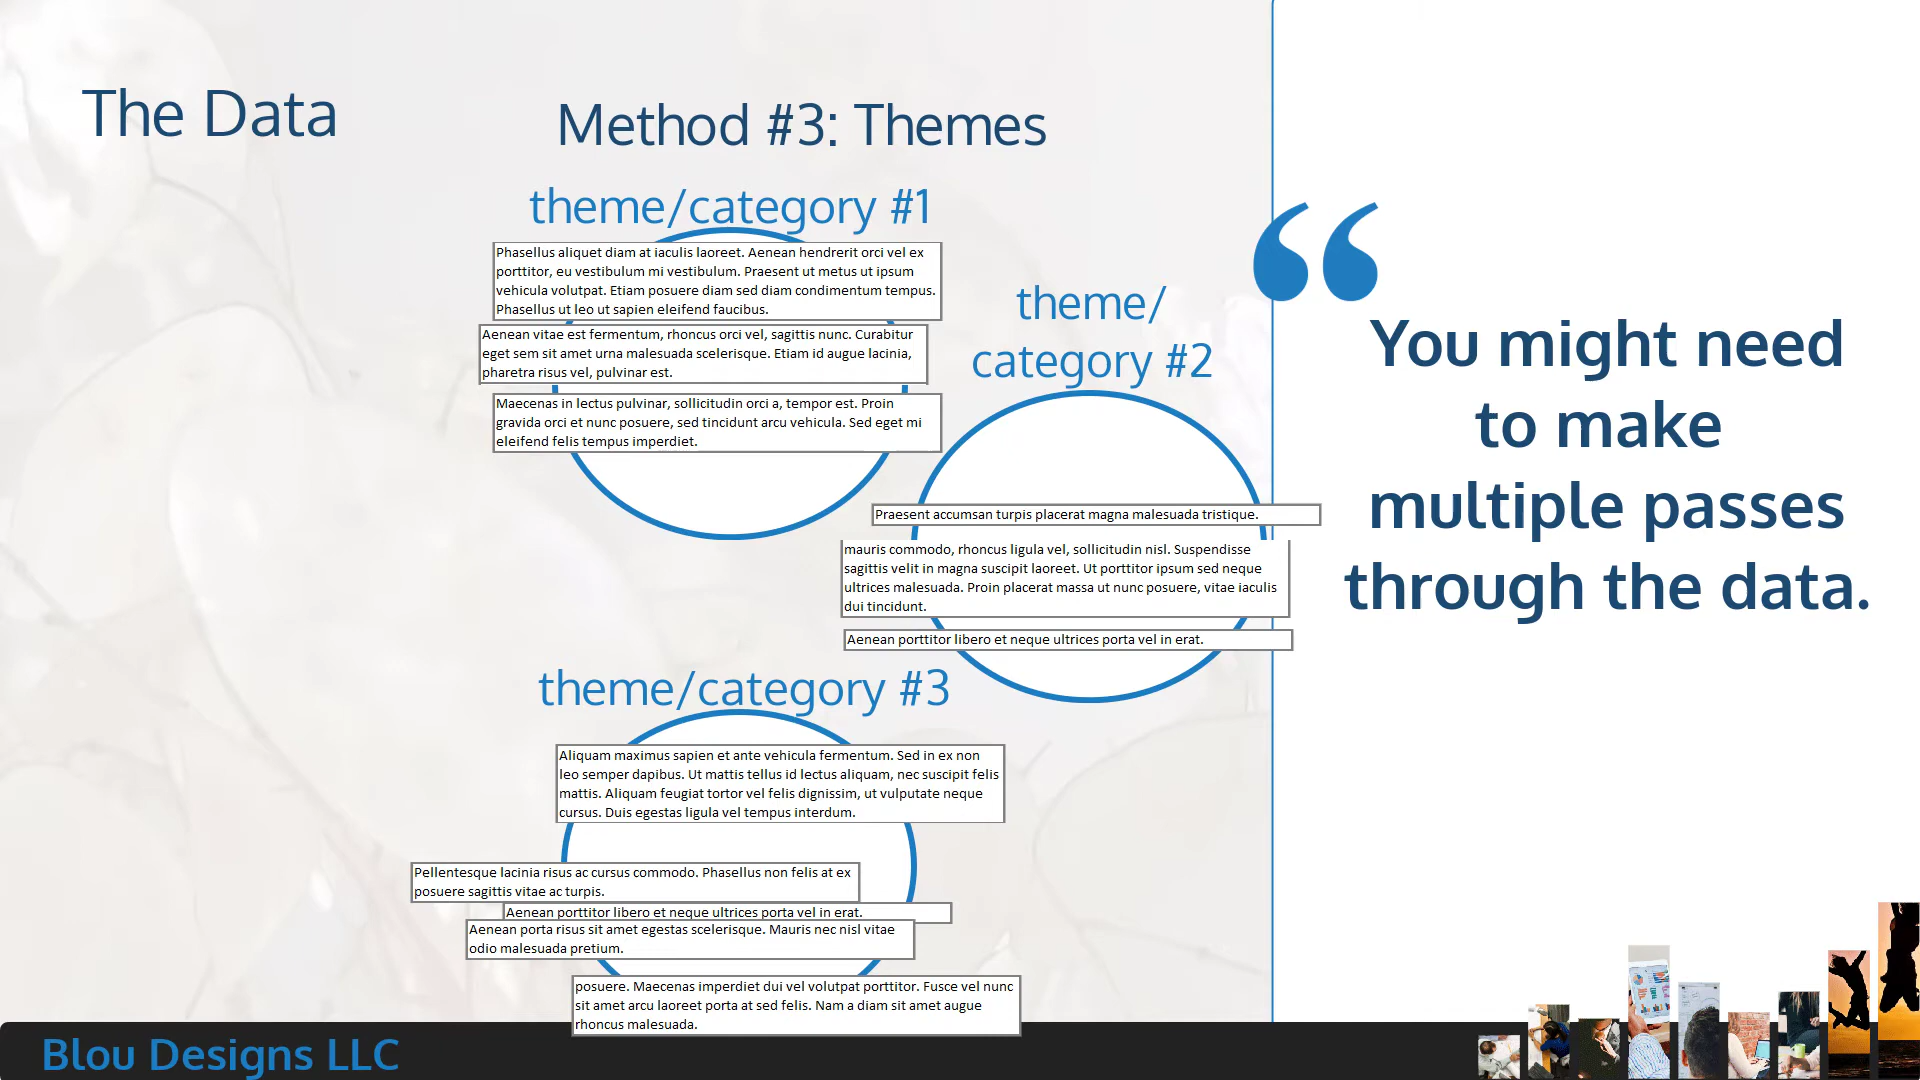 The Data
Method #3: Themes
theme/category #1
Phasellus aliquet diam at iaculis laoreet. Aenean hendrerit orci vel ex
porttitor, eu vestibulum mi vestibulum. Praesent ut metus ut ipsum
vehicula volutpat. Etiam posuere diam sed diam condimentum tempus.
Phasellus ut leo ut sapien eleifend faucibus.
Aenean vitae est fermentum, rhoncus orci vel, sagittis nunc. Curabitur
eget sem sit amet urna malesuada scelerisque. Etiam id augue lacinia,
pharetra risus vel, pulvinar est.
Maecenas in lectus pulvinar, sollicitudin orci a, tempor est. Proin
gravida orci et nunc posuere, sed tincidunt arcu vehicula. Sed eget mi
eleifend felis tempus imperdiet.
theme/
category #2
Praesent accumsan turpis placerat magna malesuada tristique.
mauris commodo, rhoncus ligula vel, sollicitudin nisl. Suspendisse
sagittis velit in magna suscipit laoreet. Ut porttitor ipsum sed neque
ultrices malesuada. Proin placerat massa ut nunc posuere, vitae iaculis
dui tincidunt.
Aenean porttitor libero et neque ultrices porta vel in erat.
theme/category #3
Aliquam maximus sapien et ante vehicula fermentum. Sed in ex non
leo semper dapibus. Ut mattis tellus id lectus aliquam, nec suscipit felis
mattis. Aliquam feugiat tortor vel felis dignissim, ut vulputate neque
cursus. Duis egestas ligula vel tempus interdum.
Pellentesque lacinia risus ac cursus commodo. Phasellus non felis at ex
posuere sagittis vitae ac turpis.
Aenean porttitor libero et neque ultrices porta vel in erat.
Aenean porta risus sit amet egestas scelerisque. Mauris nec nisl vitae
odio malesuada pretium.
posuere. Maecenas imperdiet dui vel volutpat porttitor. Fusce vel nunc
sit amet arcu laoreet porta at sed felis. Nam a diam sit amet augue
rhoncus malesuada.
“
You might need
to make
multiple passes
through the data.
Blou Designs LLC